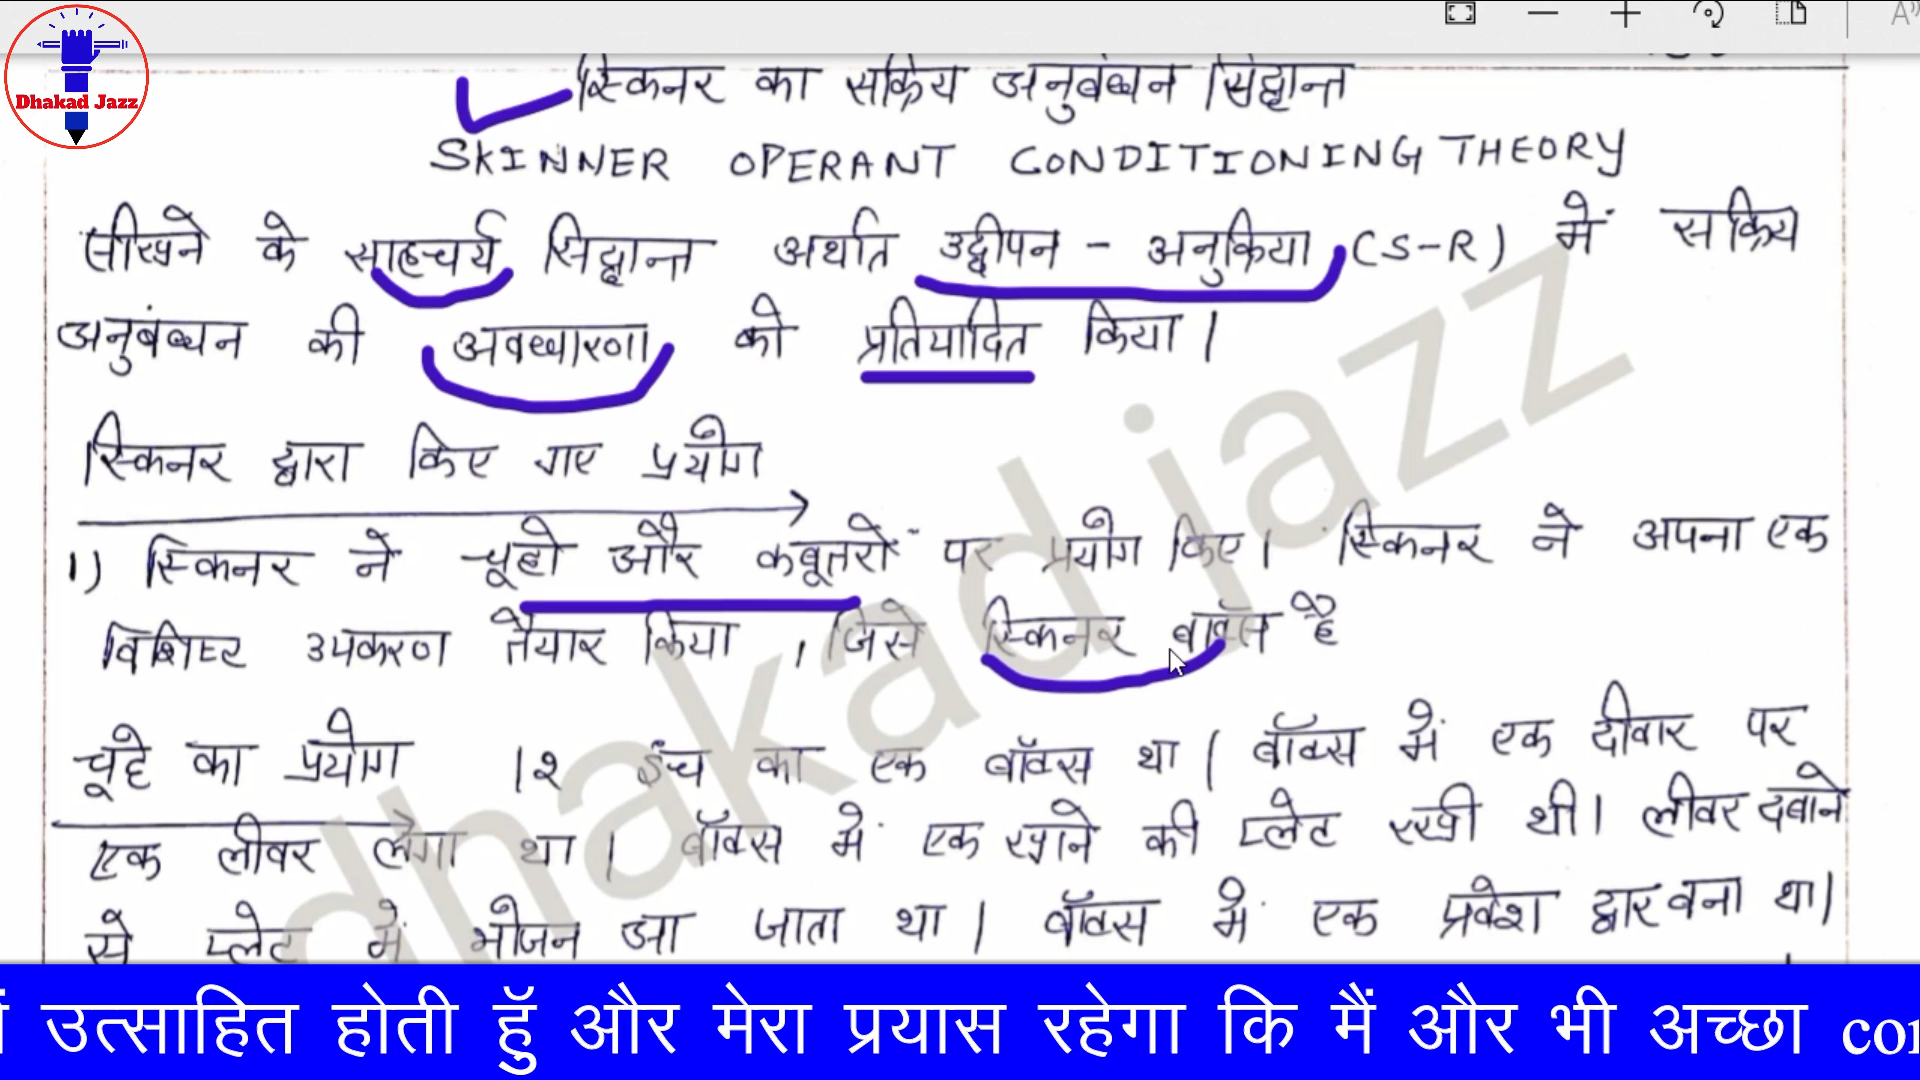 Dhakad Jazz
स्किनर का सक्रिय अनुबंधन सिद्धान्त
SKINNER OPERANT CONDITIONING THEORY
सीखने के साहचर्य सिद्धान्त अर्थात उद्दीपन - अनुक्रिया (S-R) में सक्रिय
अनुबंधन की अवधारणा को प्रतिपादित किया।
स्किनर द्वारा किए गए प्रयोग
1) स्किनर ने चूहो और कबूतरों पर प्रयोग किए। स्किनर ने अपना एक
विशिष्ट उपकरण तैयार किया , जिसे स्किनर बॉक्स है
चूहे का प्रयोग 12 इंच का एक बॉक्स था। बॉक्स में एक दीवार पर
एक लीवर लगा था। बॉक्स में एक खाने की प्लेट रखी थी। लीवर दबाने
से प्लेट में भोजन आ जाता था। बॉक्स में एक प्रवेश द्वार बना था।
dhakad jazz
में उत्साहित होती हुँ और मेरा प्रयास रहेगा कि मैं और भी अच्छा con